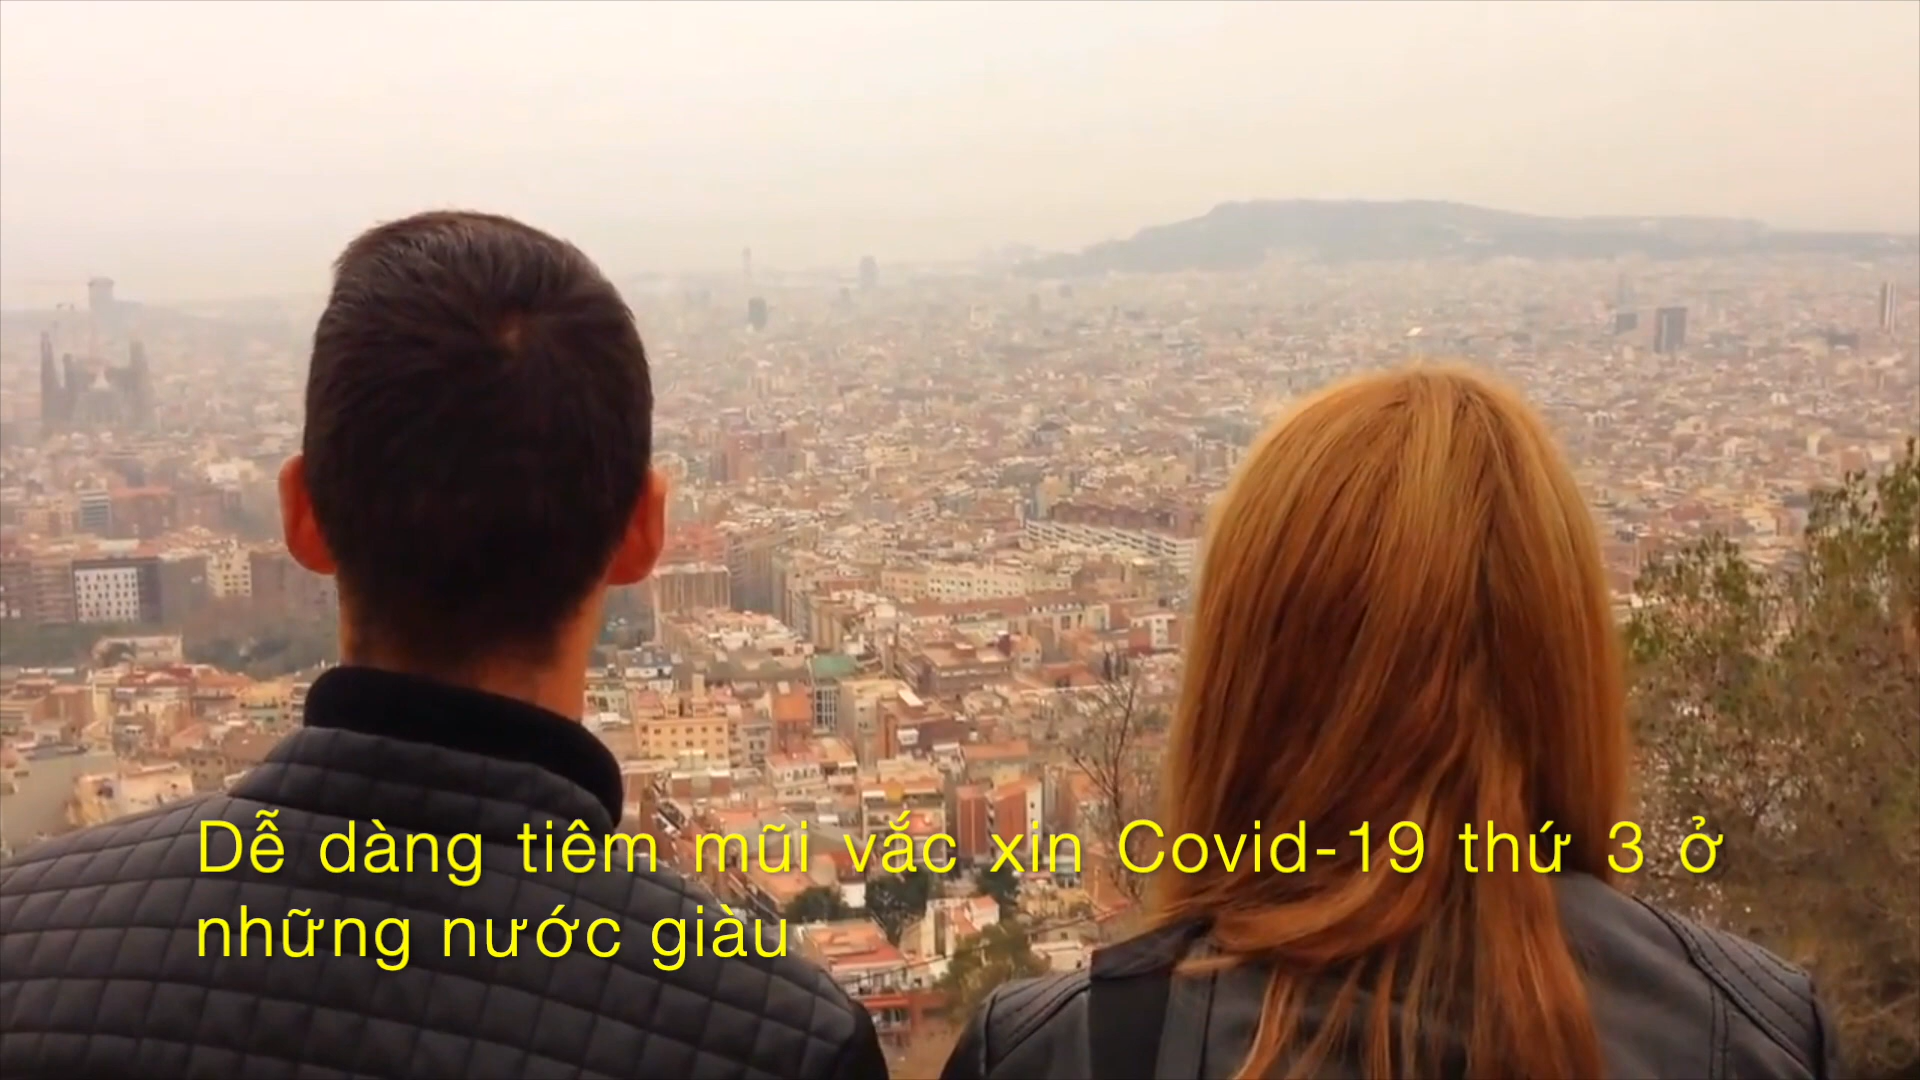 Dễ dàng tiêm mũi vắc xin Covid-19 thứ 3 ở
những nước giàu